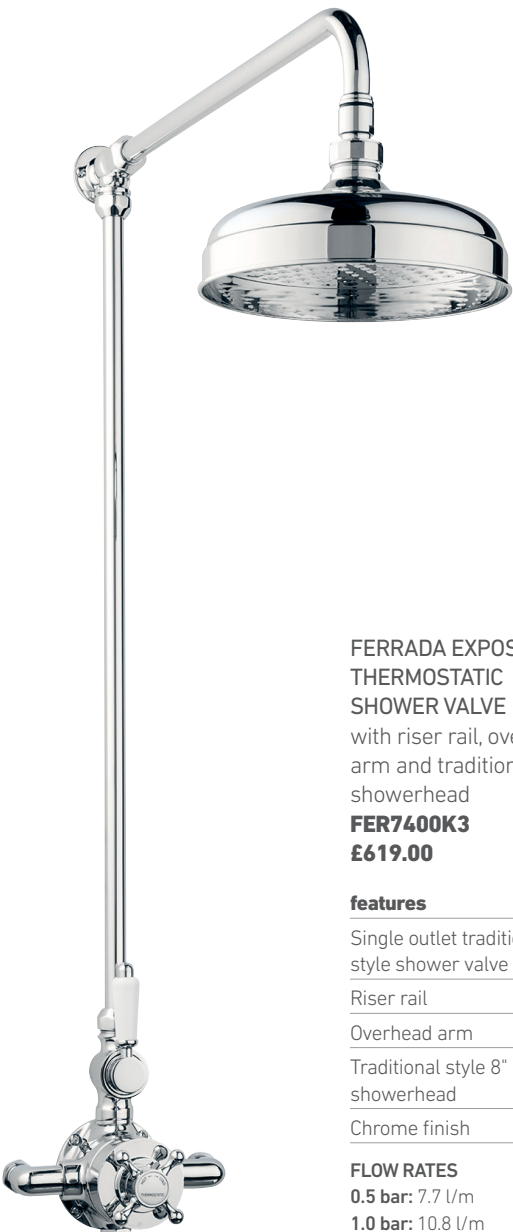 FERRADA EXPOS
THERMOSTATIC
SHOWER VALVE
with riser rail, ove
arm and tradition
showerhead
FER7400K3
£619.00
features
Single outlet traditi
style shower valve
Riser rail
Overhead arm
Traditional style 8"
showerhead
Chrome finish
FLOW RATES
0.5 bar: 7.7 l/m
1.0 bar: 10.8 l/m
THERMOSTATIC